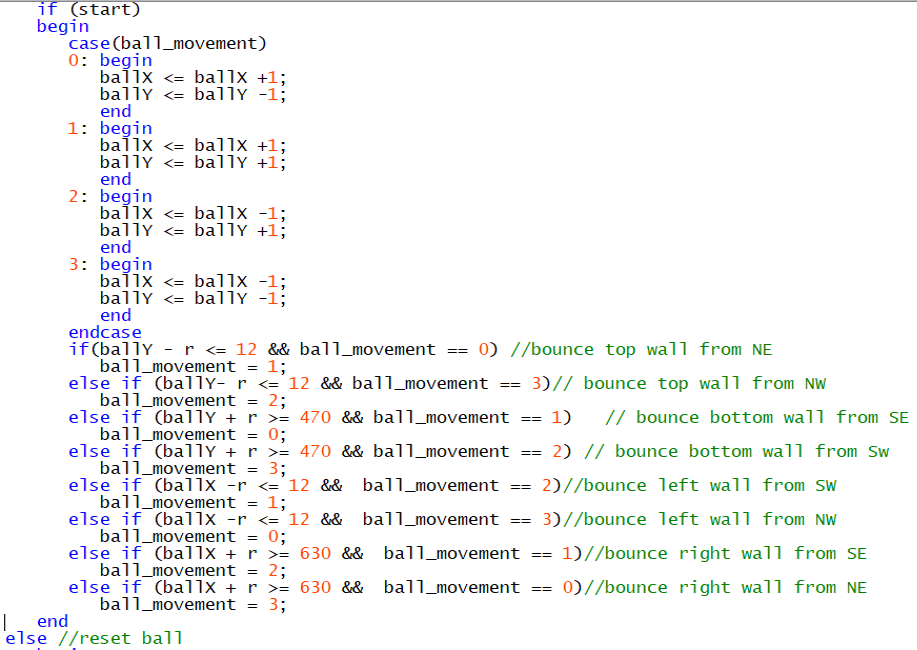 if (start)
begin
case(ball_movement)
0: begin
ballX <= ballX +1;
ballY <= ballY -1;
end
1: begin
ballX <= ballX +1;
ballY <= ballY +1;
end
2: begin
ballX <= ballX -1;
ballY <= ballY +1;
end
3: begin
ballX <= ballX -1;
ballY <= ballY -1;
end
endcase
if(ballY - r <= 12 && ball_movement == 0) //bounce top wall from NE
ball_movement = 1;
else if (ballY- r <= 12 && ball_movement == 3)// bounce top wall from NW
ball_movement = 2;
else if (ballY + r >= 470 && ball_movement == 1) // bounce bottom wall from SE
ball_movement = 0;
else if (ballY + r >= 470 && ball_movement == 2) // bounce bottom wall from Sw
ball_movement = 3;
else if (ballX -r <= 12 && ball_movement == 2)//bounce left wall from SW
ball_movement = 1;
else if (ballX -r <= 12 && ball_movement == 3)//bounce left wall from NW
ball_movement = 0;
else if (ballX + r >= 630 && ball_movement == 1)//bounce right wall from SE
ball_movement = 2;
else if (ballX + r >= 630 && ball_movement == 0)//bounce right wall from NE
ball_movement = 3;
end
else //reset ball